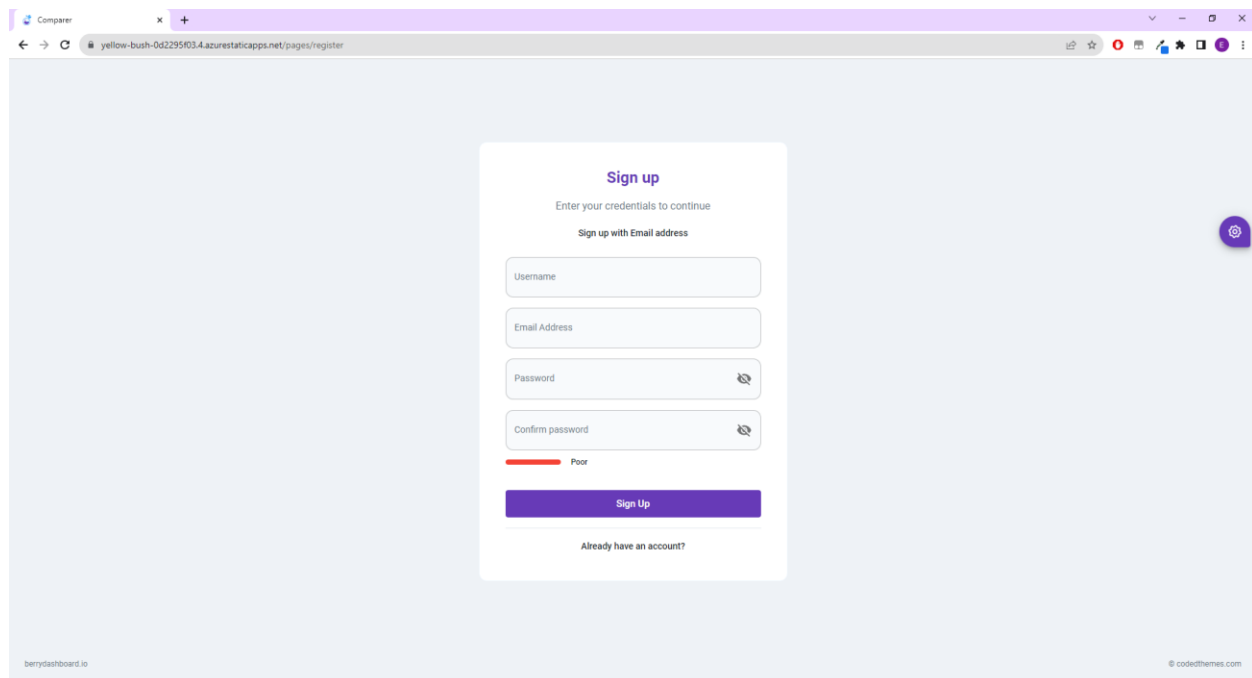 Comparer
yellow-bush-0d2295f03.4.azurestaticapps.net/pages/register
E
Sign up
Enter your credentials to continue
Sign up with Email address
Username
Email Address
Password
Confirm password
Poor
Sign Up
Already have an account?
berrydashboard.io
© codedthemes.com